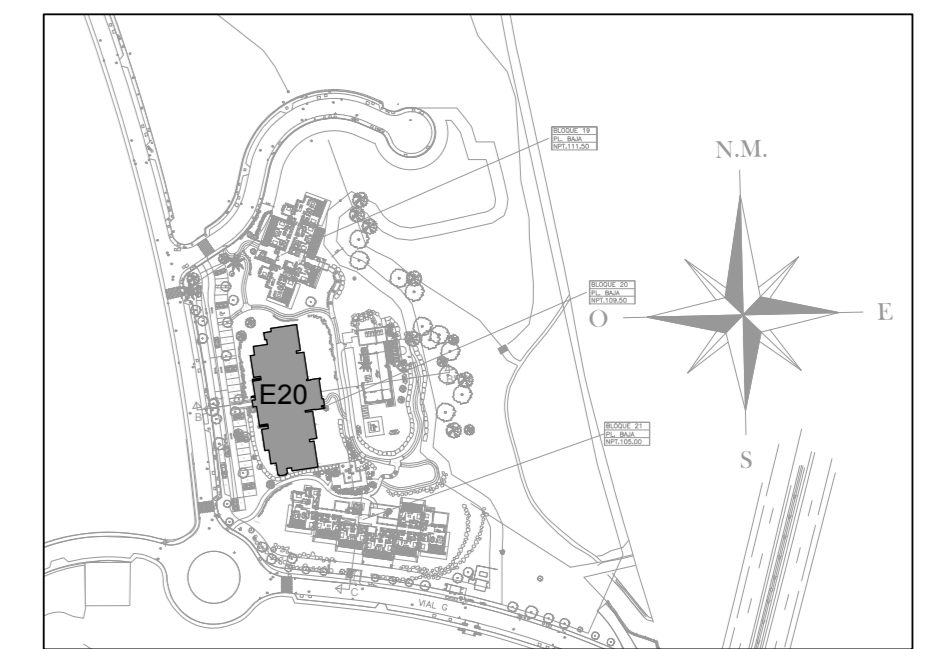 BLOQUE 19
PL. BAJA
NPT.111.50
N.M.
BLOQUE 20
PL. BAJA
NPT.109.50
O
E
E20
B
B
BLOQUE 21
PL. BAJA
NPT.105.00
S
C
VIAL G